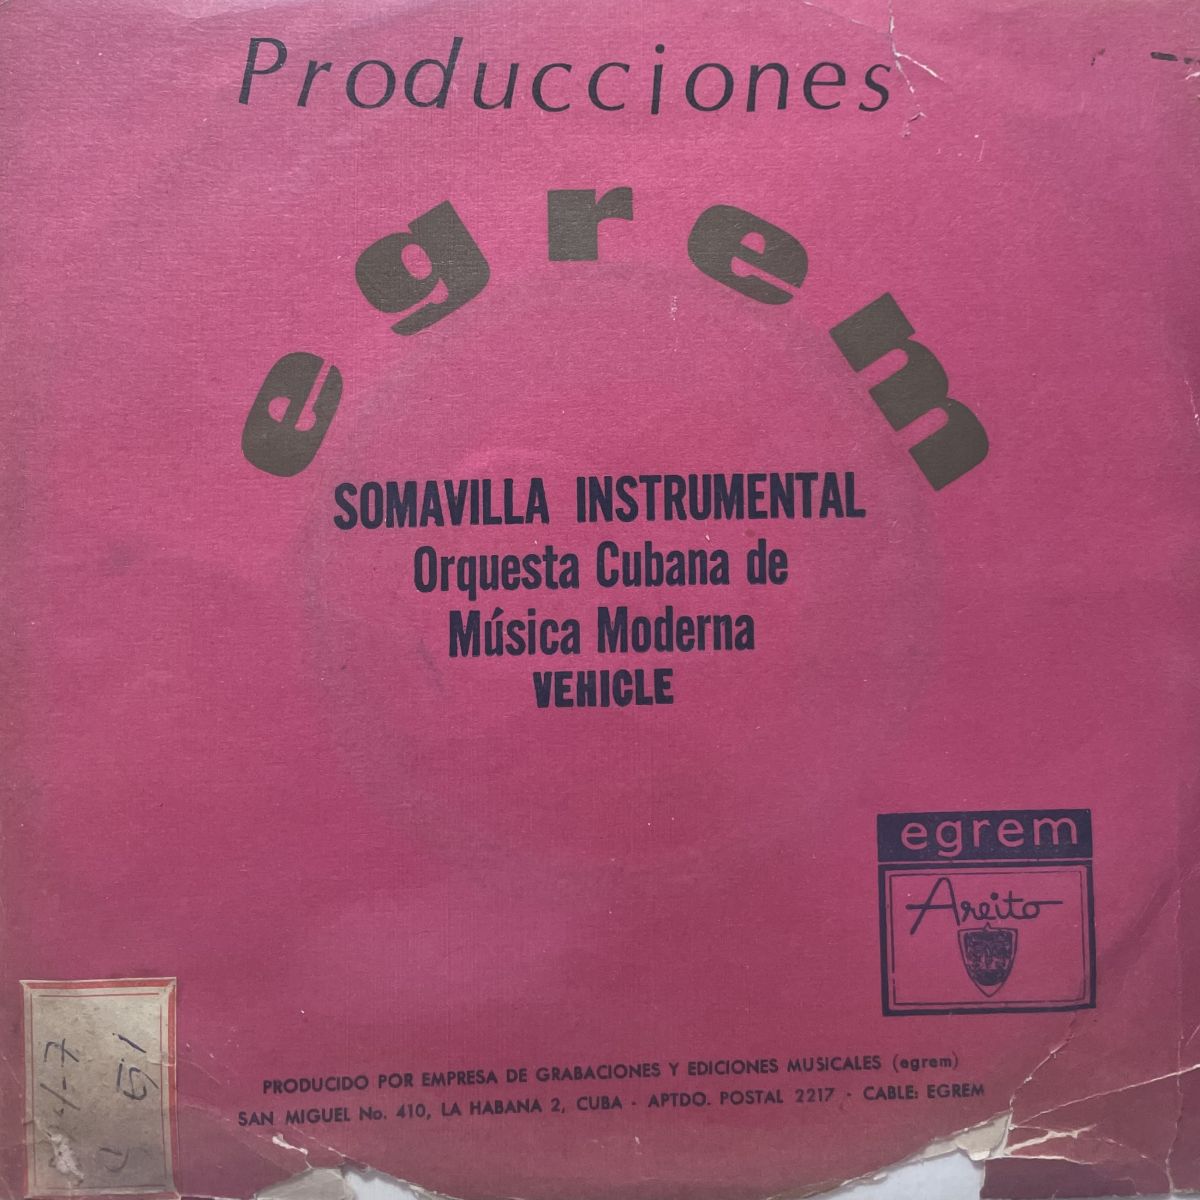 Producciones
egrem
SOMAVILLA INSTRUMENTAL
Orquesta Cubana de
Música Moderna
VEHICLE
egrem
Areito
PRODUCIDO POR EMPRESA DE GRABACIONES Y EDICIONES MUSICALES (egrem)
SAN MIGUEL No. 410, LA HABANA 2, CUBA - APTDO. POSTAL 2217 - CABLE: EGREM